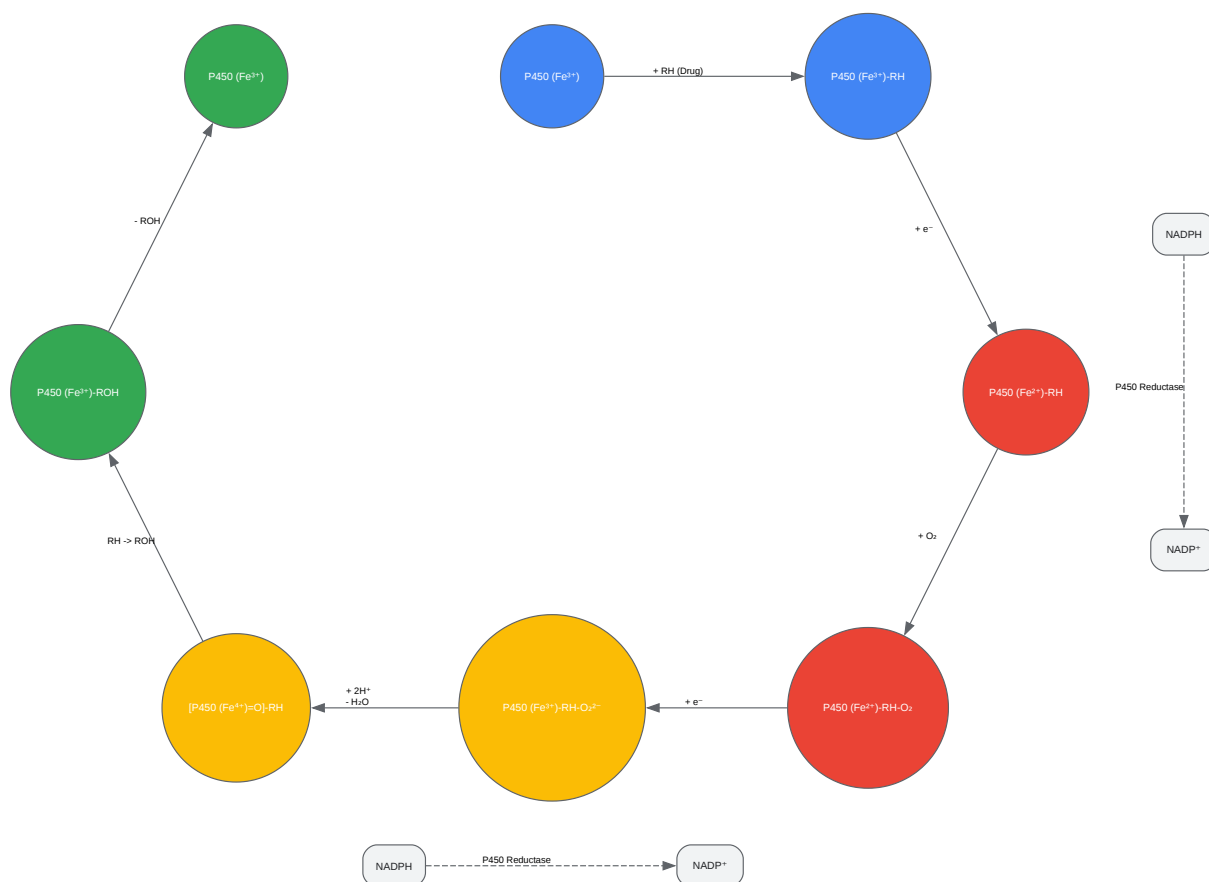 P450 (Fe³⁺)
P450 (Fe³⁺)
+ RH (Drug)
P450 (Fe³⁺)-RH
- ROH
+ e⁻
NADPH
P450 (Fe³⁺)-ROH
P450 (Fe²⁺)-RH
P450 Reductase
RH -> ROH
+ O₂
NADP⁺
[P450 (Fe⁴⁺)=O]-RH
+ 2H⁺
- H₂O
P450 (Fe³⁺)-RH-O₂²⁻
+ e⁻
P450 (Fe²⁺)-RH-O₂
NADPH
P450 Reductase
NADP⁺